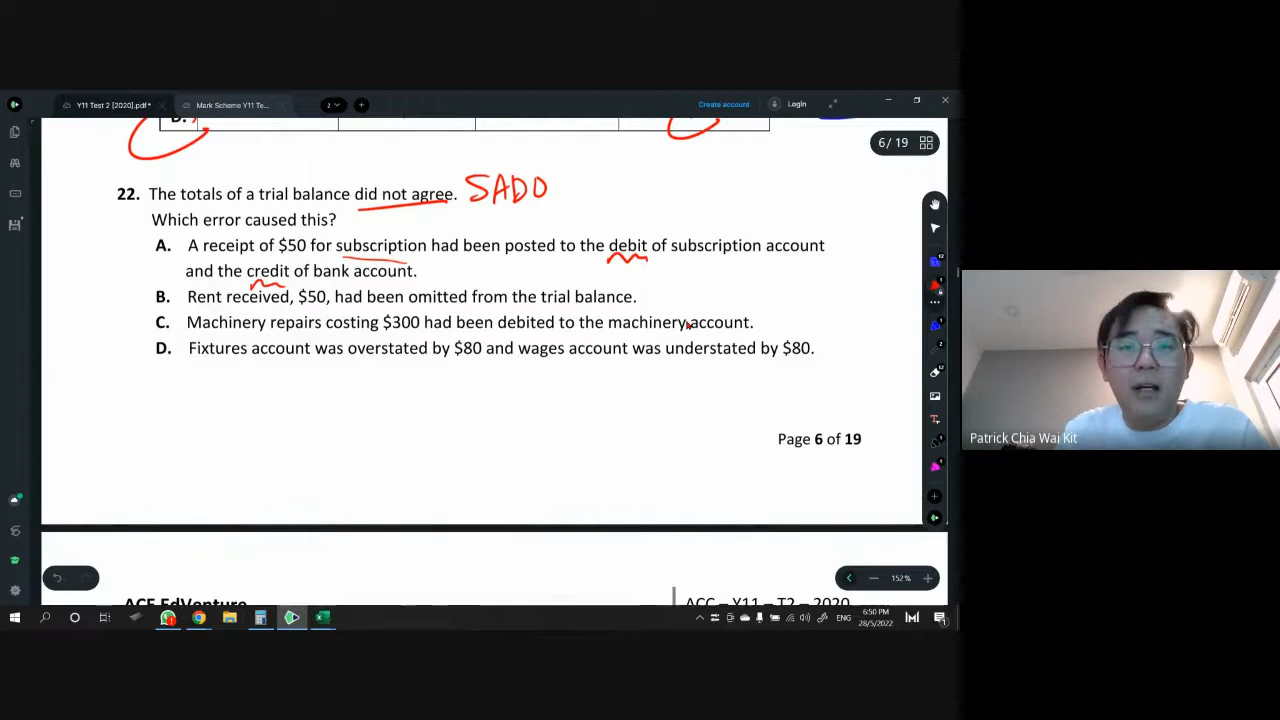 Y11 Test 2 [2020].pdf*
Mark Scheme Y11 Te...
2
Create account
Login
D.
6 / 19
22. The totals of a trial balance did not agree. SADO
Which error caused this?
A. A receipt of $50 for subscription had been posted to the debit of subscription account
and the credit of bank account.
B. Rent received, $50, had been omitted from the trial balance.
C. Machinery repairs costing $300 had been debited to the machinery account.
D. Fixtures account was overstated by $80 and wages account was understated by $80.
Page 6 of 19
Patrick Chia Wai Kit
152%
ACE EdVenture
ACC – Y11 – T2 – 2020
ENG
6:50 PM
28/5/2022